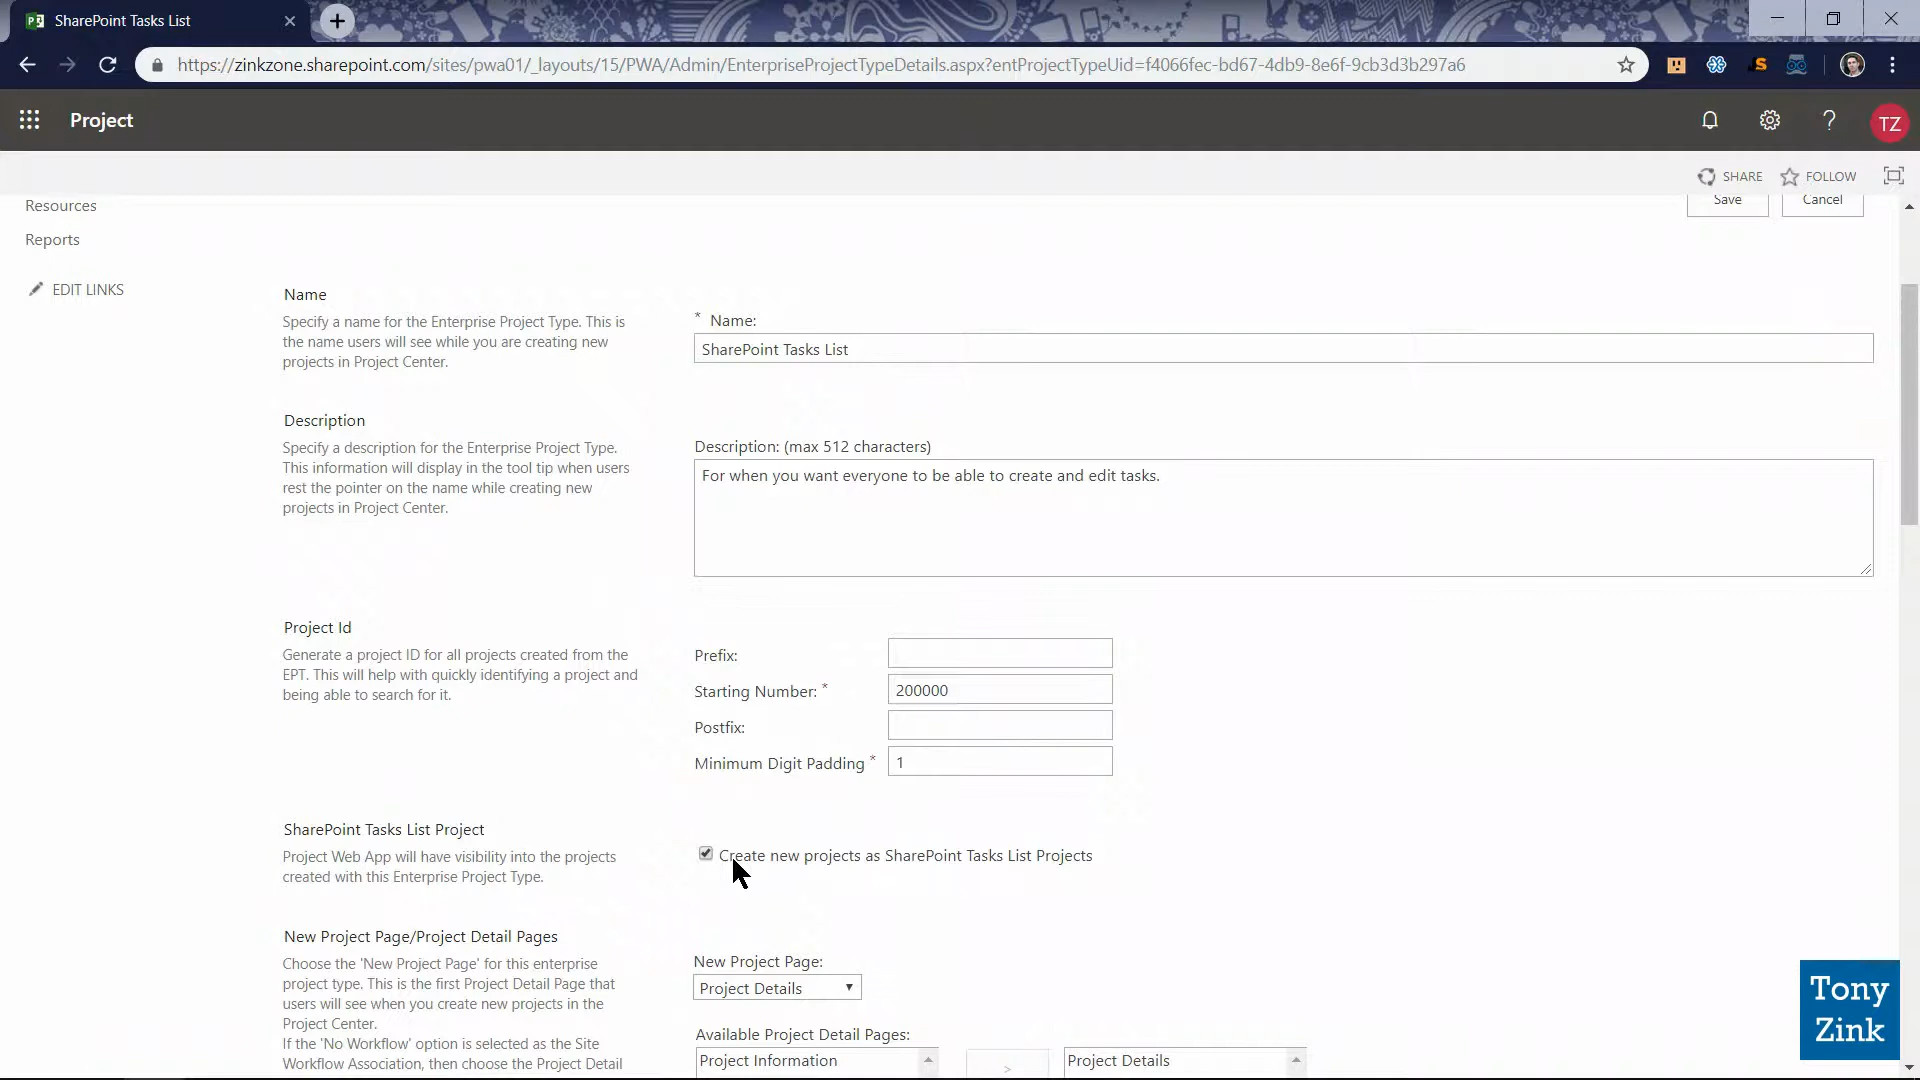 SharePoint Tasks List
https://zinkzone.sharepoint.com/sites/pwa01/_layouts/15/PWA/Admin/EnterpriseProjectTypeDetails.aspx?entProjectTypeUid=f4066fec-bd67-4db9-8e6f-9cb3d3b297a6
Project
TZ
SHARE
FOLLOW
Resources
Save
Cancel
Reports
EDIT LINKS
Name
Specify a name for the Enterprise Project Type. This is
the name users will see while you are creating new
projects in Project Center.
* Name:
SharePoint Tasks List
Description
Specify a description for the Enterprise Project Type.
This information will display in the tool tip when users
rest the pointer on the name while creating new
projects in Project Center.
Description: (max 512 characters)
For when you want everyone to be able to create and edit tasks.
Project Id
Generate a project ID for all projects created from the
EPT. This will help with quickly identifying a project and
being able to search for it.
Prefix:
Starting Number: *
200000
Postfix:
Minimum Digit Padding *
1
SharePoint Tasks List Project
Project Web App will have visibility into the projects
created with this Enterprise Project Type.
Create new projects as SharePoint Tasks List Projects
New Project Page/Project Detail Pages
Choose the 'New Project Page' for this enterprise
project type. This is the first Project Detail Page that
users will see when you create new projects in the
Project Center.
If the 'No Workflow' option is selected as the Site
Workflow Association, then choose the Project Detail
New Project Page:
Project Details
Available Project Detail Pages:
Project Information
>
Project Details
Tony
Zink